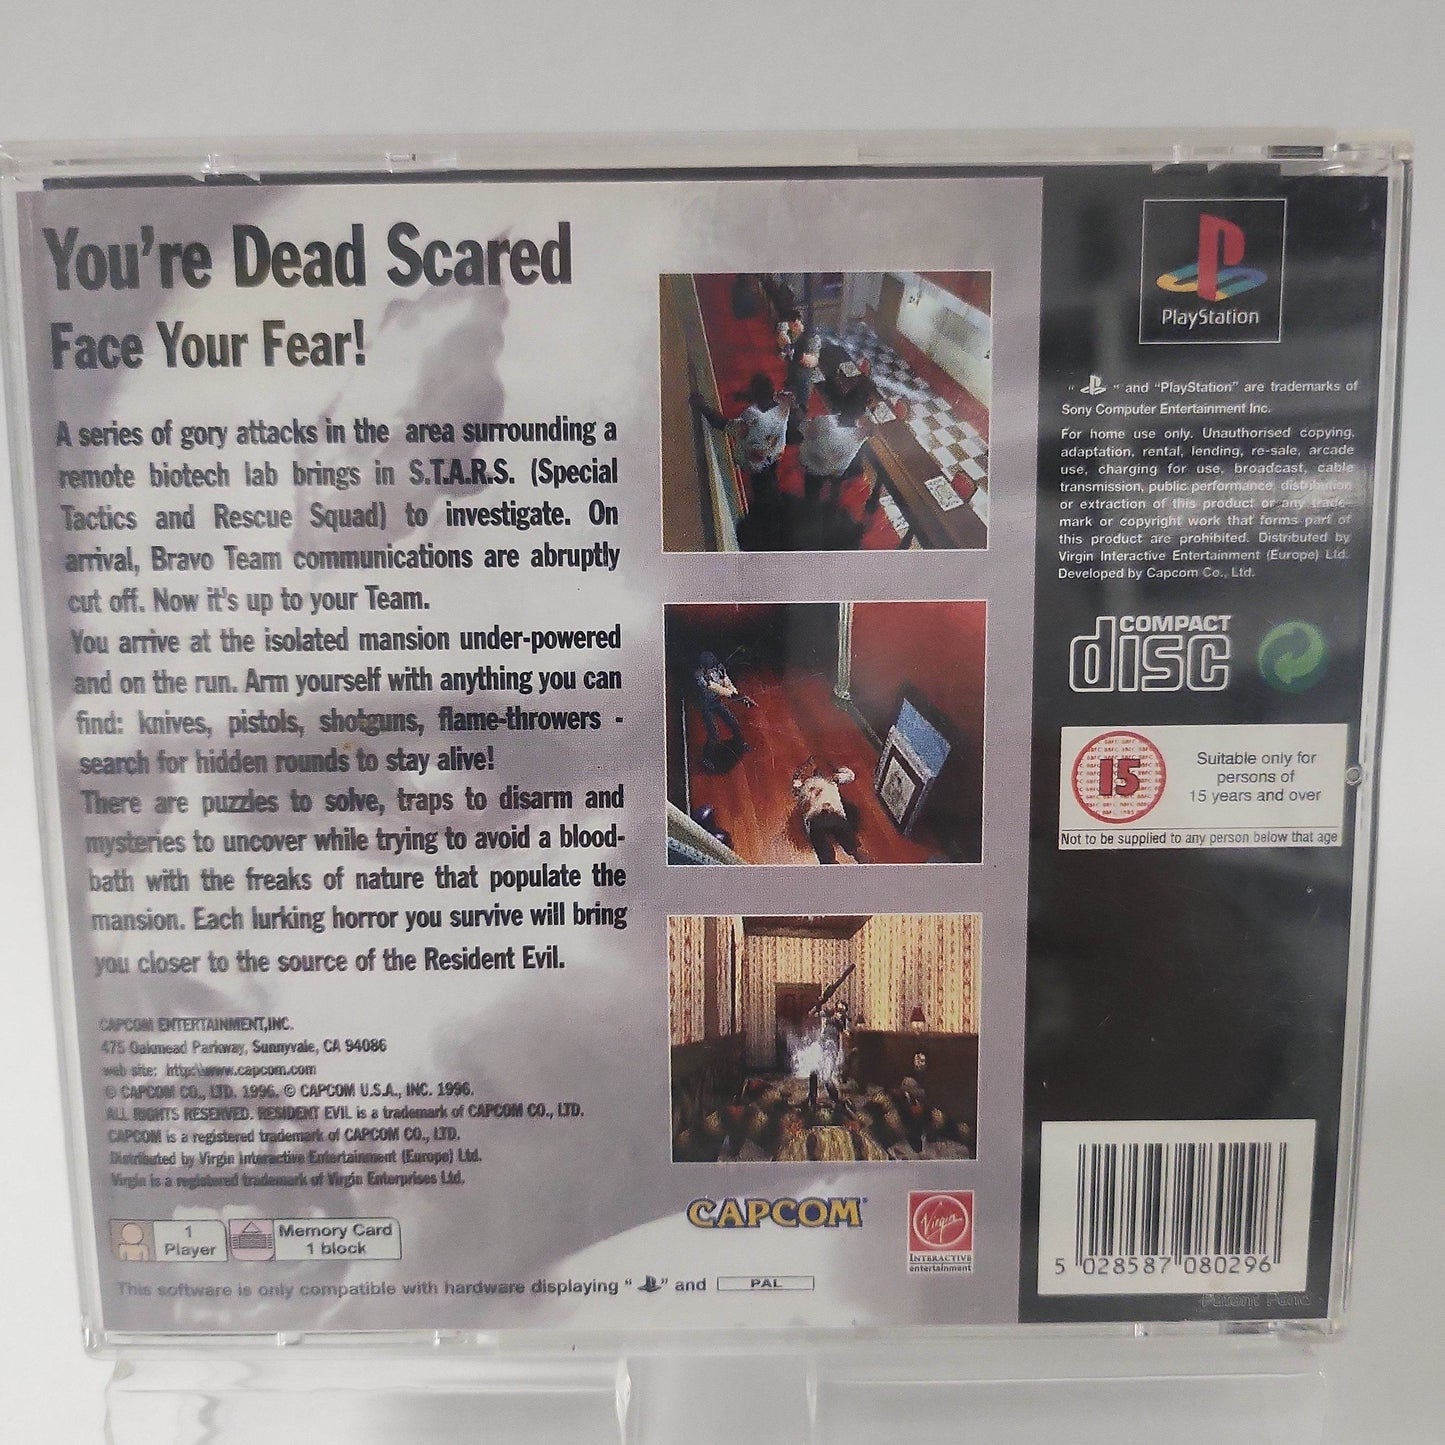 You're Dead Scared
Face Your Fear!
A series of gory attacks in the area surrounding a
remote biotech lab brings in S.T.A.R.S. (Special
Tactics and Rescue Squad) to investigate. On
arrival, Bravo Team communications are abruptly
cut off. Now it's up to your Team.
You arrive at the isolated mansion under-powered
and on the run. Arm yourself with anything you can
find: knives, pistols, shotguns, flame-throwers -
search for hidden rounds to stay alive!
There are puzzles to solve, traps to disarm and
mysteries to uncover while trying to avoid a blood-
bath with the freaks of nature that populate the
mansion. Each lurking horror you survive will bring
you closer to the source of the Resident Evil.
CAPCOM ENTERTAINMENT,INC.
475 Oakmead Parkway, Sunnyvale, CA 94086
web site: http:\\www.capcom.com
© CAPCOM CO., LTD. 1996. © CAPCOM U.S.A., INC. 1996.
ALL RIGHTS RESERVED. RESIDENT EVIL is a trademark of CAPCOM CO., LTD.
CAPCOM is a registered trademark of CAPCOM CO., LTD.
Distributed by Virgin Interactive Entertainment (Europe) Ltd.
Virgin is a registered trademark of Virgin Enterprises Ltd.
1
Player
Memory Card
1 block
This software is only compatible with hardware displaying " " and PAL
CAPCOM
Virgin
INTERACTIVE
entertainment
PlayStation
" " and "PlayStation" are trademarks of
Sony Computer Entertainment Inc.
For home use only. Unauthorised copying,
adaptation, rental, lending, re-sale, arcade
use, charging for use, broadcast, cable
transmission, public performance, distribution
or extraction of this product or any trade-
mark or copyright work that forms part of
this product are prohibited. Distributed by
Virgin Interactive Entertainment (Europe) Ltd.
Developed by Capcom Co., Ltd.
COMPACT
disc
15
Suitable only for
persons of
15 years and over
Not to be supplied to any person below that age
5 028587 080296
Patent Pend